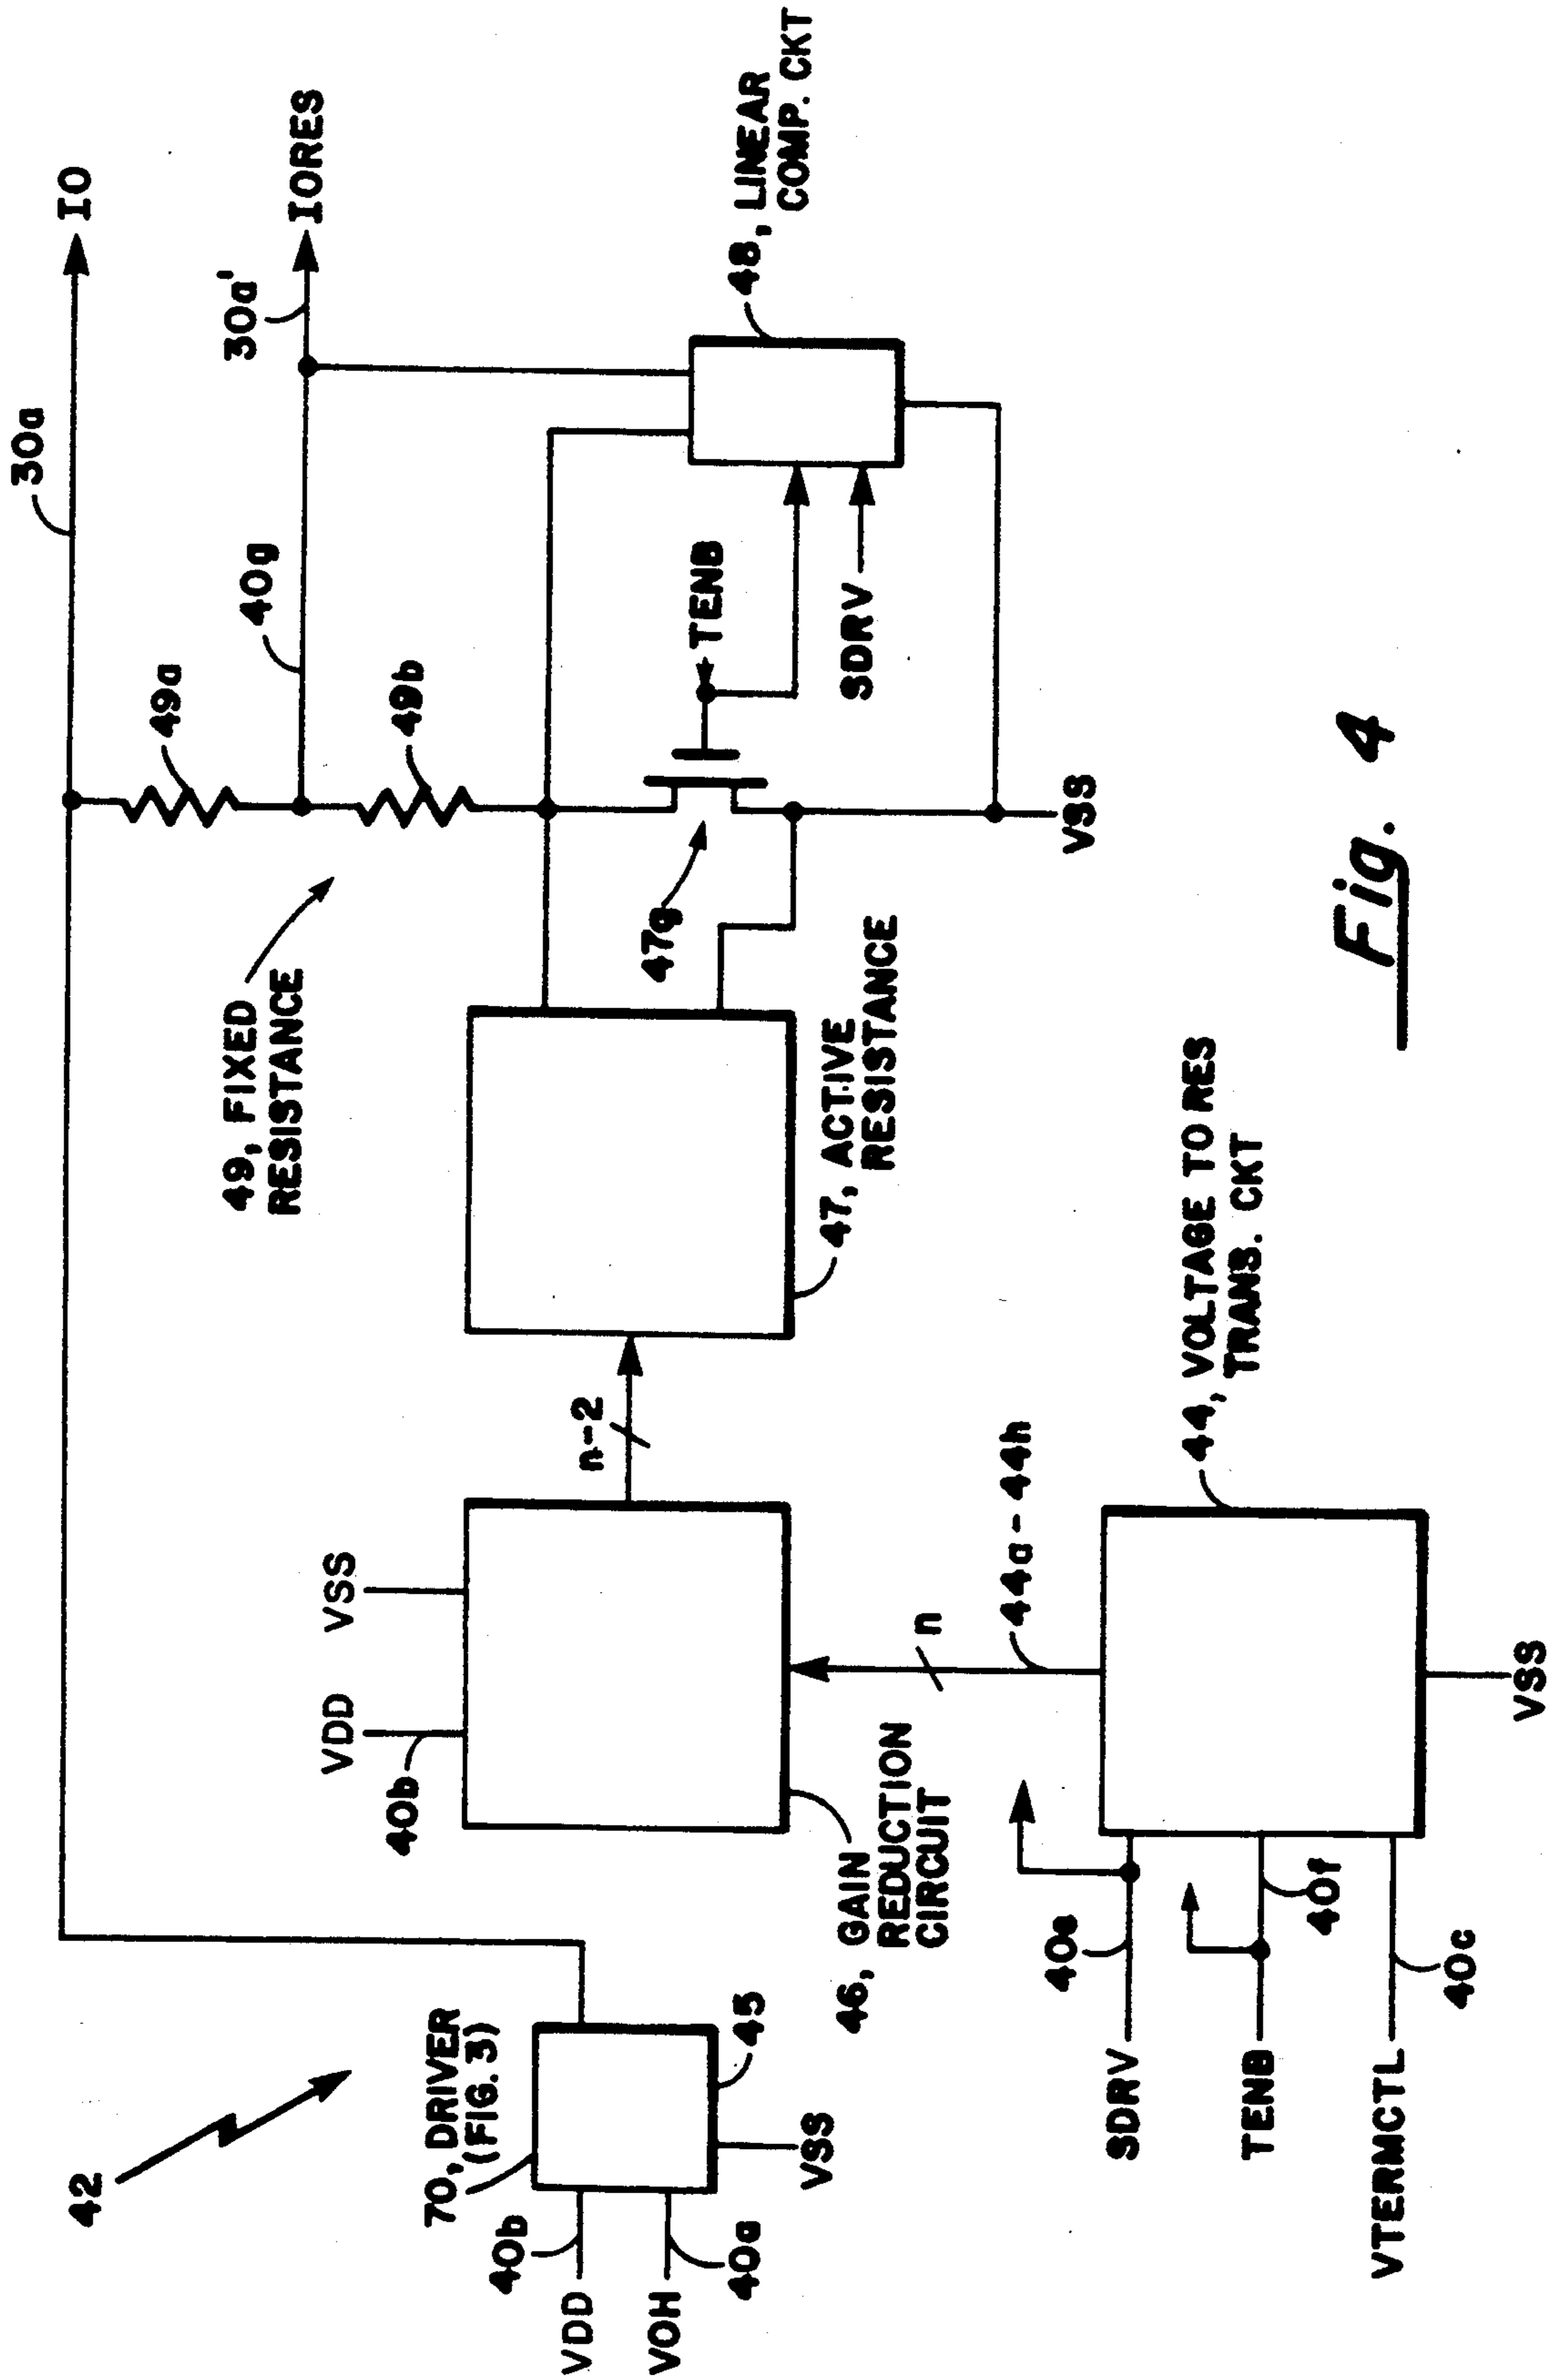 30a
IO
42
49a
30a'
40g
IORES
49, FIXED
RESISTANCE
VDD
VSS
40b
49b
70, DRIVER
(FIG. 3)
40b
VDD
VOH
40a
45
VSS
n-2
47g
TENB
SDRV
48, LINEAR
COMP. CKT
46, GAIN
REDUCTION
CIRCUIT
47, ACTIVE
RESISTANCE
n
44a-44h
VSS
40e
SDRV
TENB
40f
VTERMCTL
40c
44, VOLTAGE TO RES
TRANS. CKT
VSS
Fig. 4